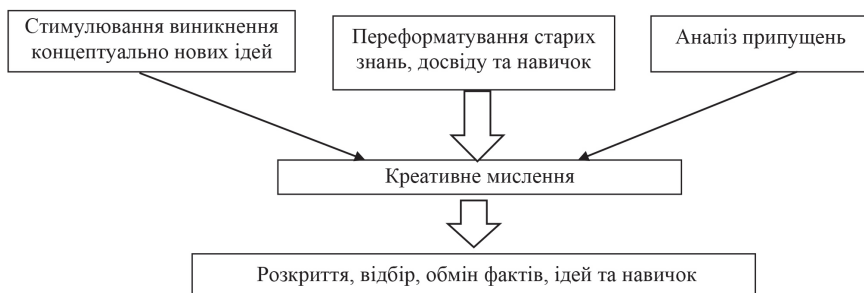 Стимулювання виникнення
концептуально нових ідей
Переформатування старих
знань, досвіду та навичок
Аналіз припущень
Креативне мислення
Розкриття, відбір, обмін фактів, ідей та навичок